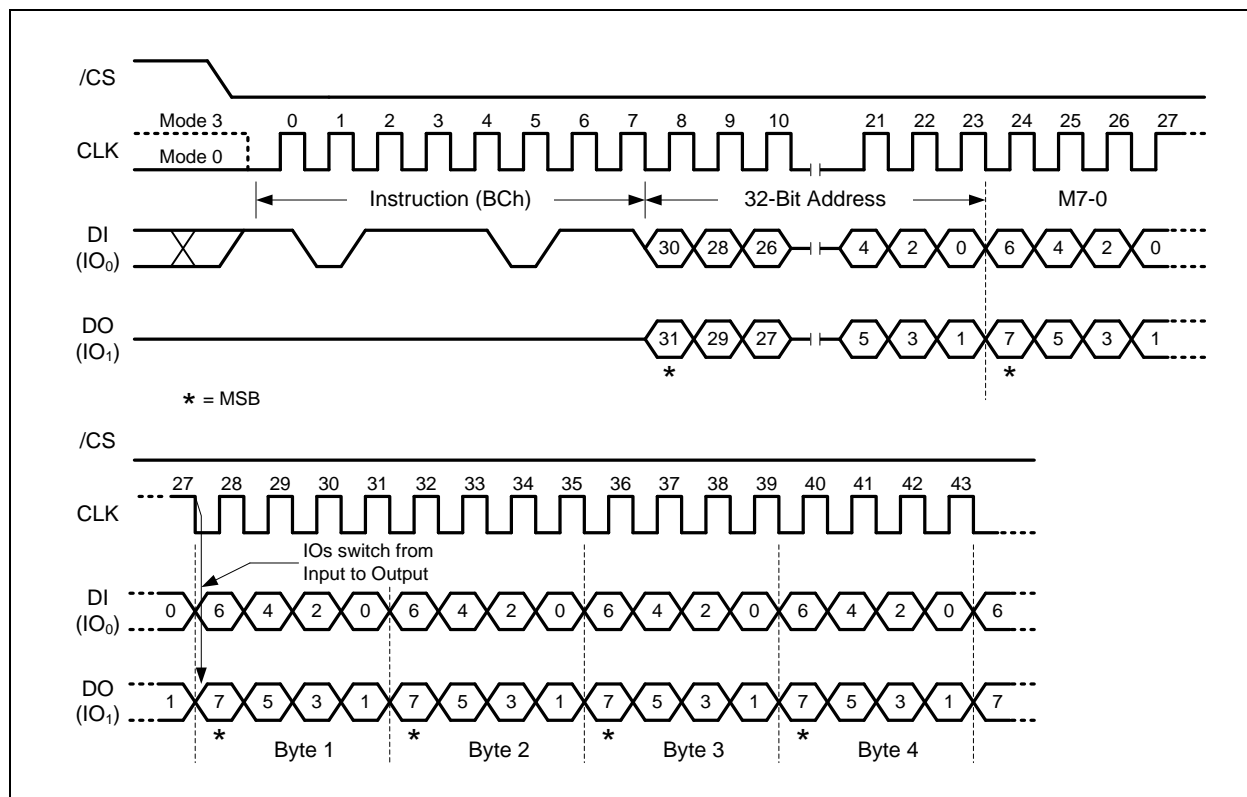 /CS
Mode 3 0 1 2 3 4 5 6 7 8 9 10 21 22 23 24 25 26 27
CLK
Mode 0
Instruction (BCh) 32-Bit Address M7-0
DI
(IO₀) 30 28 26 4 2 0 6 4 2 0
DO
(IO₁) 31 29 27 5 3 1 7 5 3 1
* *
* = MSB
/CS
27 28 29 30 31 32 33 34 35 36 37 38 39 40 41 42 43
CLK
IOs switch from
Input to Output
DI
(IO₀) 0 6 4 2 0 6 4 2 0 6 4 2 0 6 4 2 0 6
DO
(IO₁) 1 7 5 3 1 7 5 3 1 7 5 3 1 7 5 3 1 7
* * * *
Byte 1 Byte 2 Byte 3 Byte 4